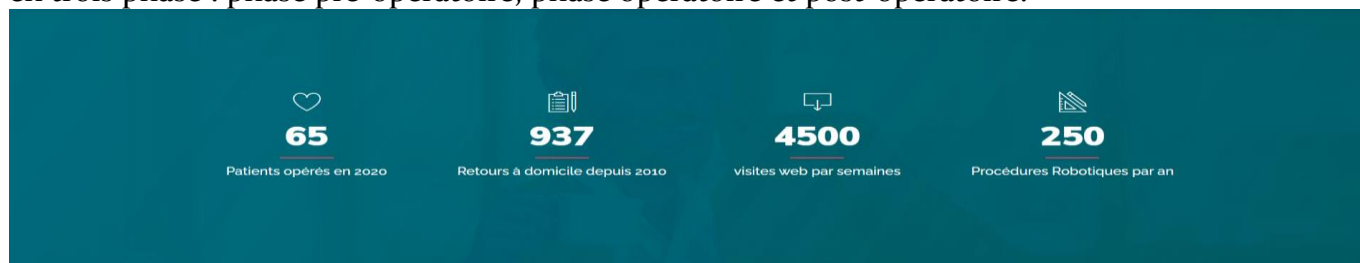 en trois phase : phase pré-opératoire, phase opératoire et post-opératoire.
65
Patients opérés en 2020
937
Retours à domicile depuis 2010
4500
visites web par semaines
250
Procédures Robotiques par an